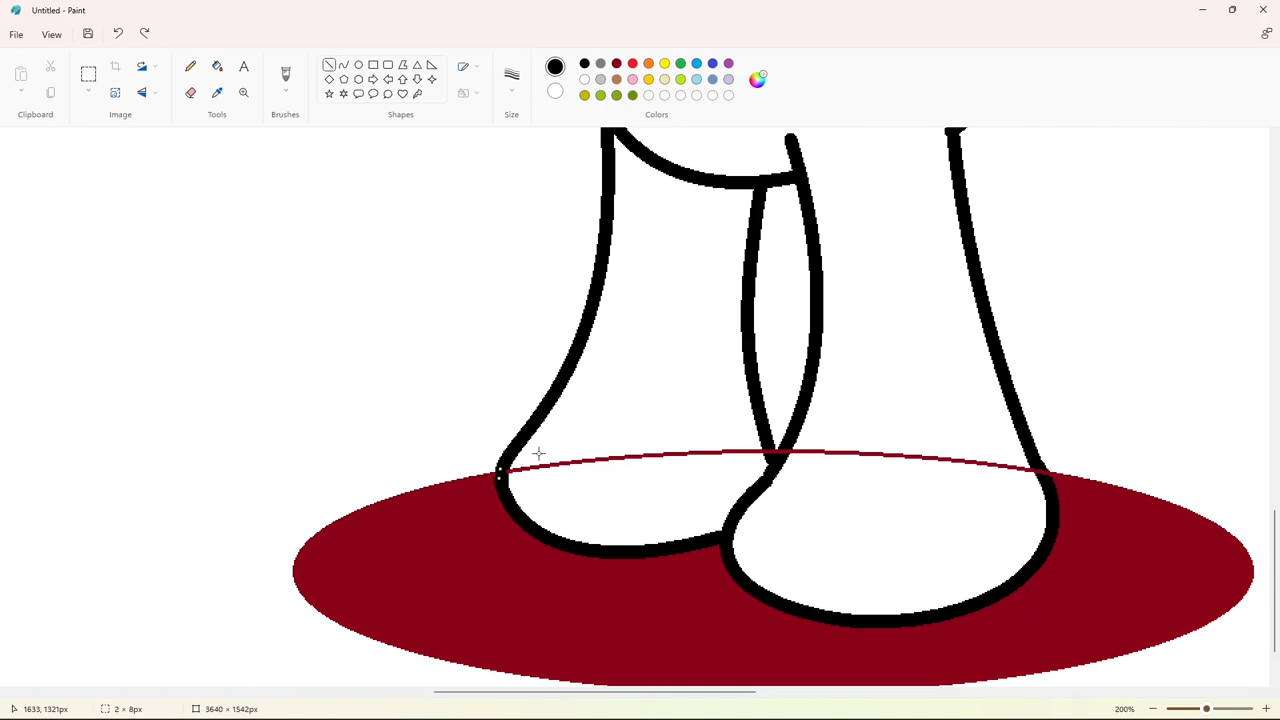 Untitled - Paint
File View
Clipboard Image Tools Brushes Shapes Size Colors
1633, 1321px 2 × 8px 3640 × 1542px 200%